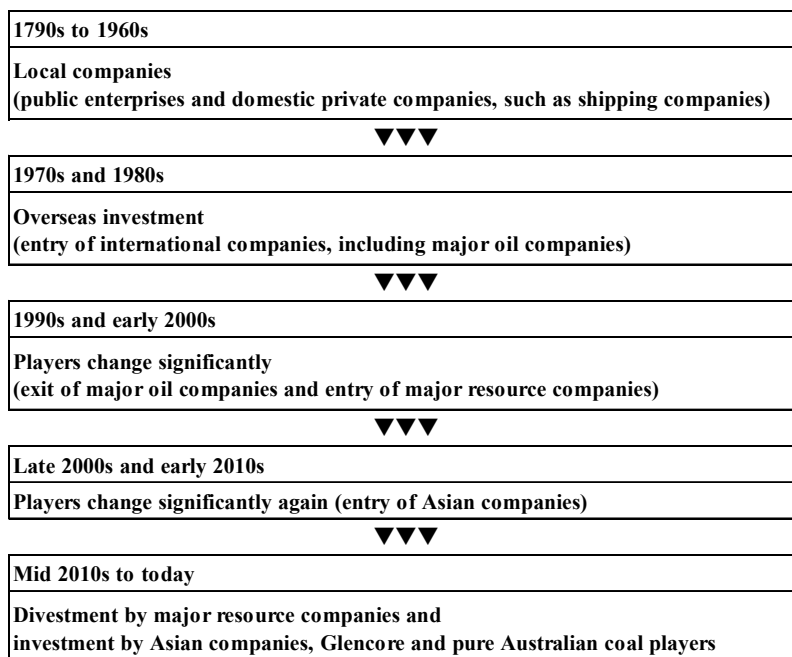 1790s to 1960s
Local companies
(public enterprises and domestic private companies, such as shipping companies)
▼▼▼
1970s and 1980s
Overseas investment
(entry of international companies, including major oil companies)
▼▼▼
1990s and early 2000s
Players change significantly
(exit of major oil companies and entry of major resource companies)
▼▼▼
Late 2000s and early 2010s
Players change significantly again (entry of Asian companies)
▼▼▼
Mid 2010s to today
Divestment by major resource companies and
investment by Asian companies, Glencore and pure Australian coal players